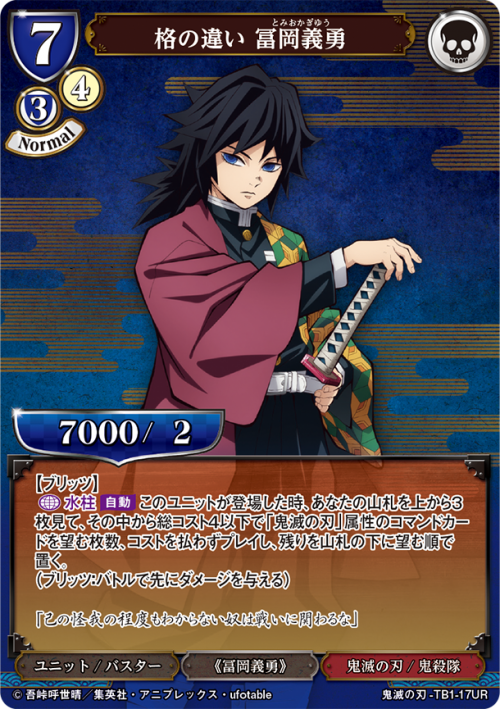 7
格の違い 冨岡義勇
とみおかぎゆう
3
4
Normal
7000/ 2
【ブリッツ】
水柱 自動 このユニットが登場した時、あなたの山札を上から3
枚見て、その中から総コスト4以下で「鬼滅の刃」属性のコマンドカー
ドを望む枚数、コストを払わずプレイし、残りを山札の下に望む順で
置く。
(ブリッツ:バトルで先にダメージを与える)
「己の怪我の程度もわからない奴は戦いに関わるな」
ユニット / バスター
《冨岡義勇》
鬼滅の刃 / 鬼殺隊
© 吾峠呼世晴／集英社・アニプレックス・ufotable
鬼滅の刃 -TB1-17UR